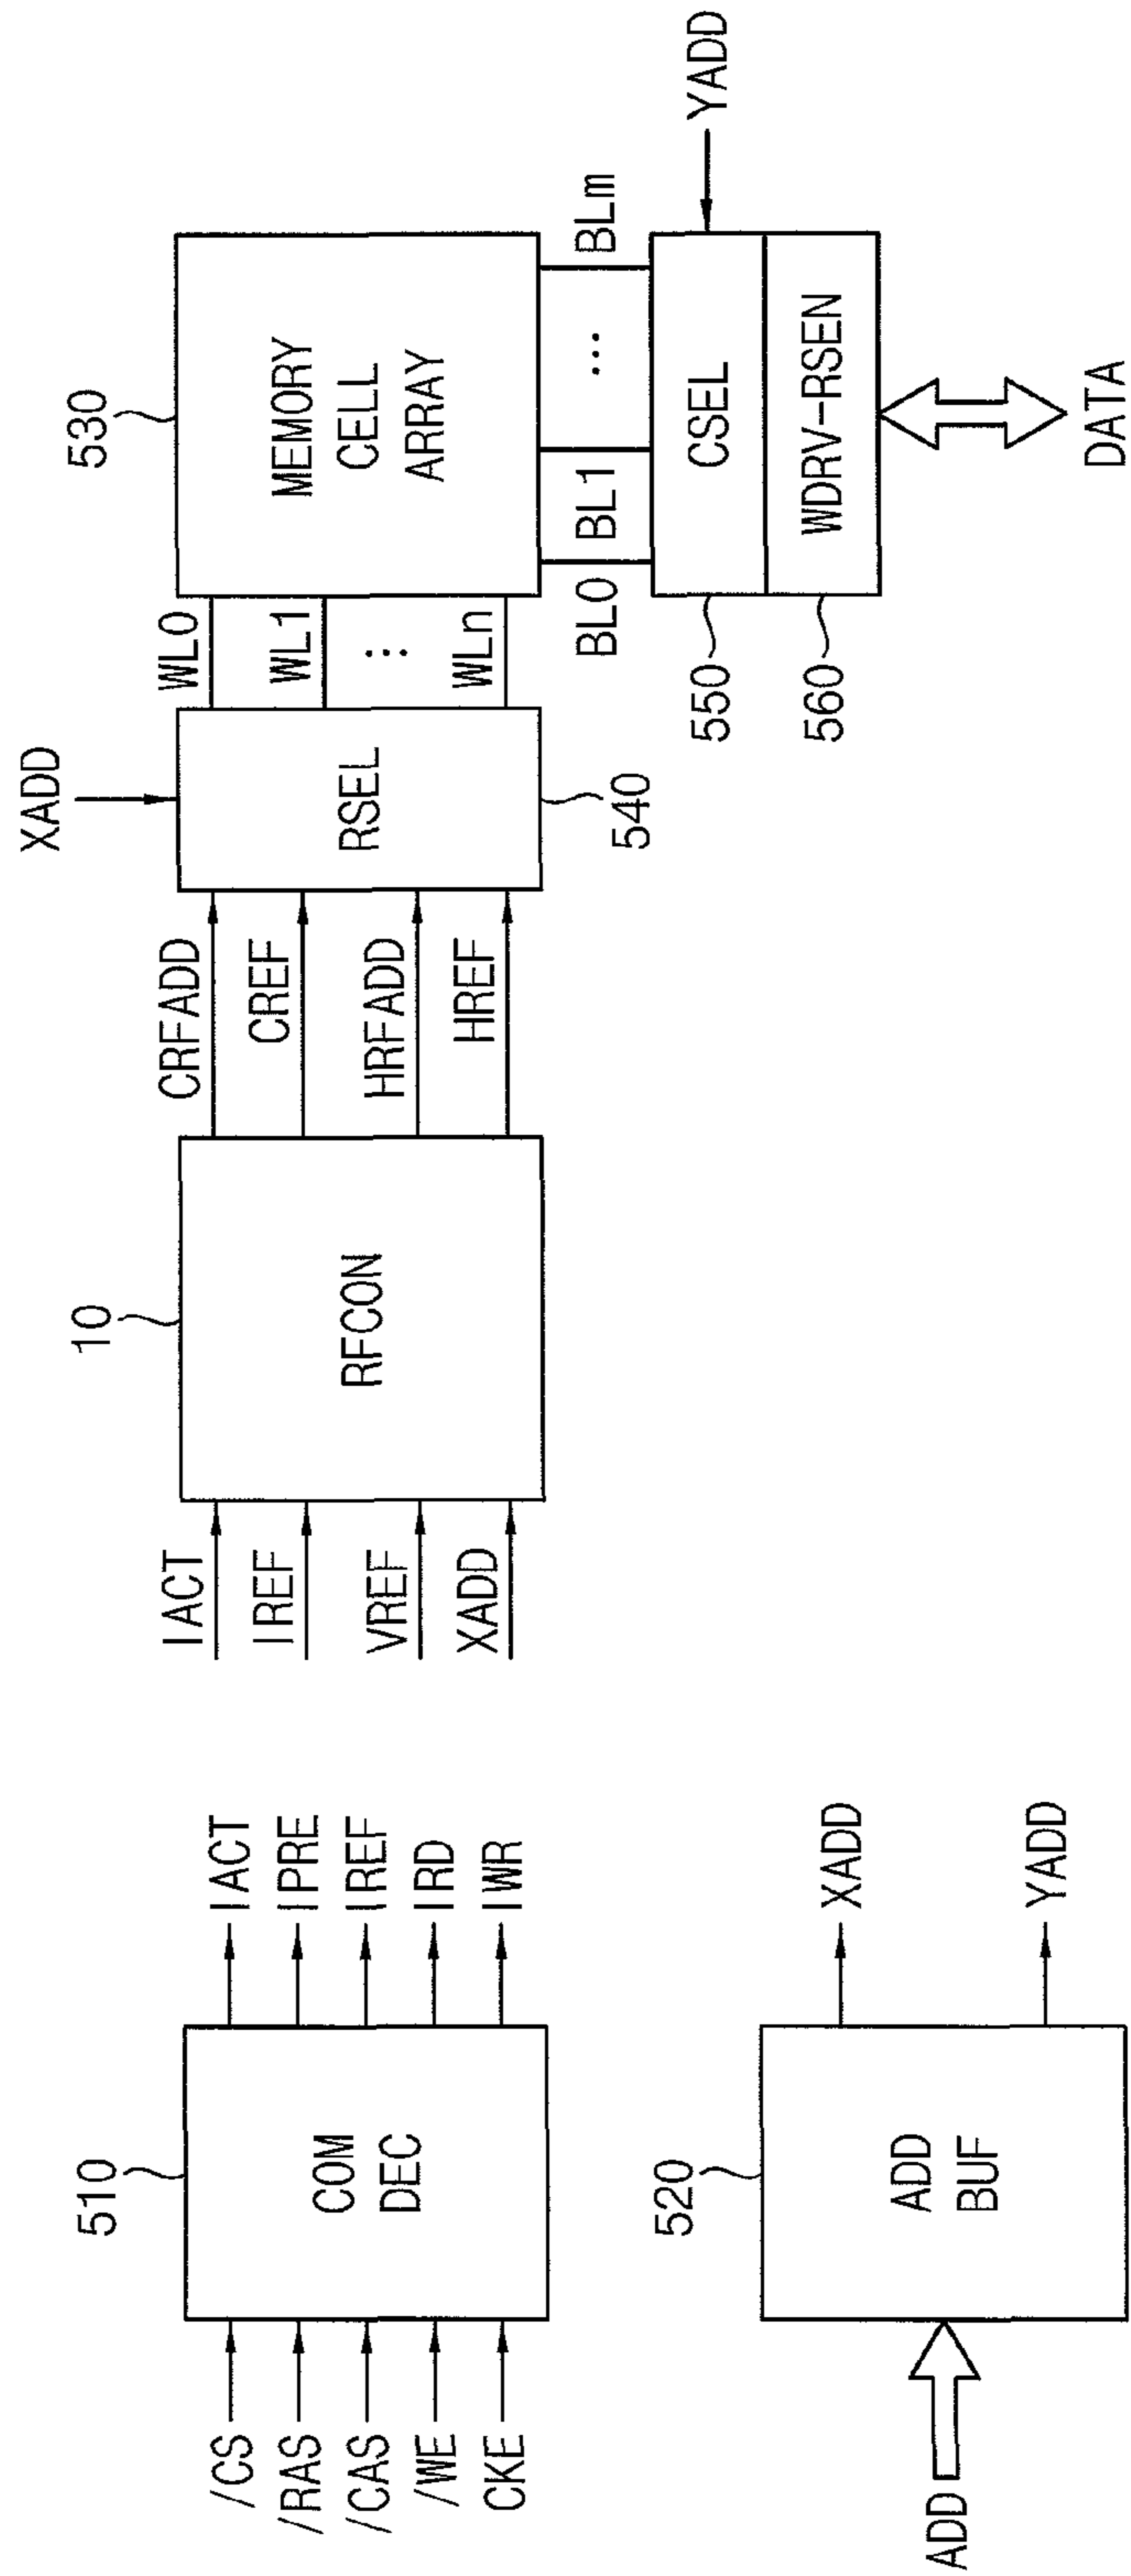 /CS
/RAS
/CAS
/WE
CKE
510
COM
DEC
IACT
IPRE
IREF
IRD
IWR
ADD
520
ADD
BUF
XADD
YADD
IACT
IREF
VREF
XADD
10
RFCON
CRFADD
CREF
HRFADD
HREF
XADD
RSEL
540
WL0
WL1
⋮
WLn
530
MEMORY
CELL
ARRAY
BL0
BL1
...
BLm
YADD
CSEL
550
WDRV-RSEN
560
DATA